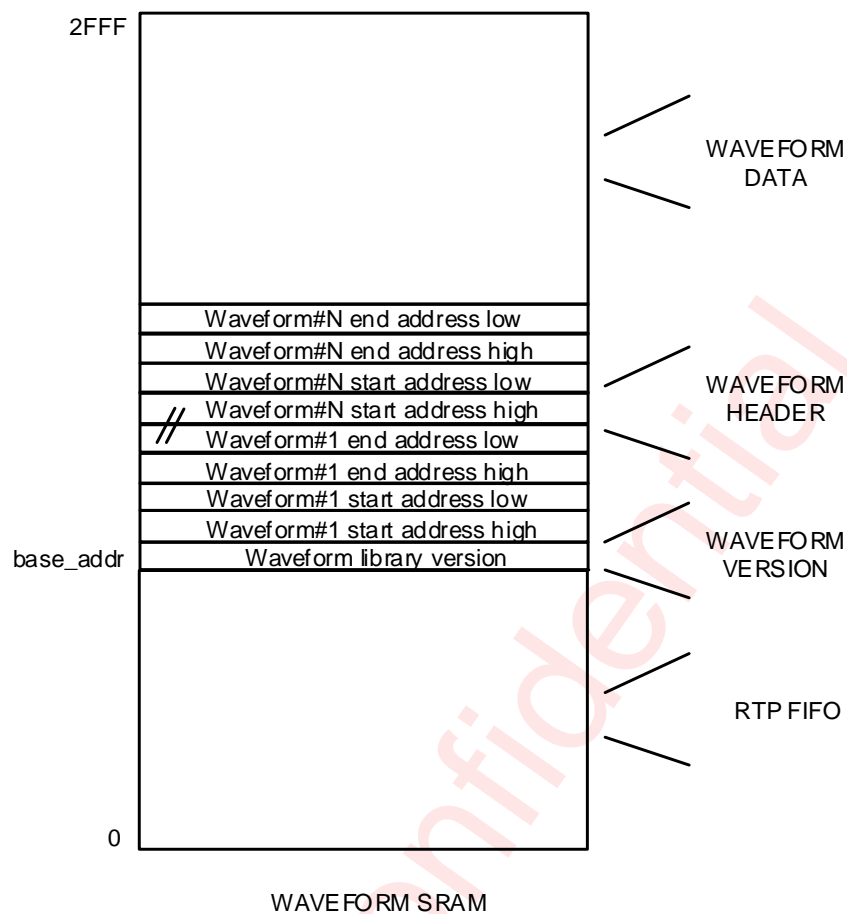 2FFF
WAVEFORM
DATA
Waveform#N end address low
Waveform#N end address high
Waveform#N start address low
Waveform#N start address high
WAVEFORM
HEADER
Waveform#1 end address low
Waveform#1 end address high
Waveform#1 start address low
Waveform#1 start address high
base_addr
Waveform library version
WAVEFORM
VERSION
RTP FIFO
0
WAVEFORM SRAM
onfidential